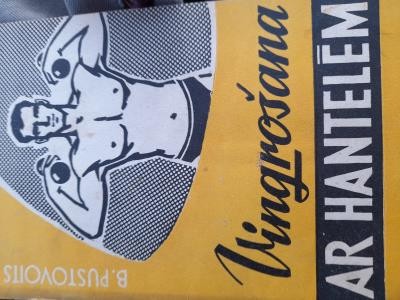 B. PUSTOVOITS
Vingrošana
AR HANTELĒM